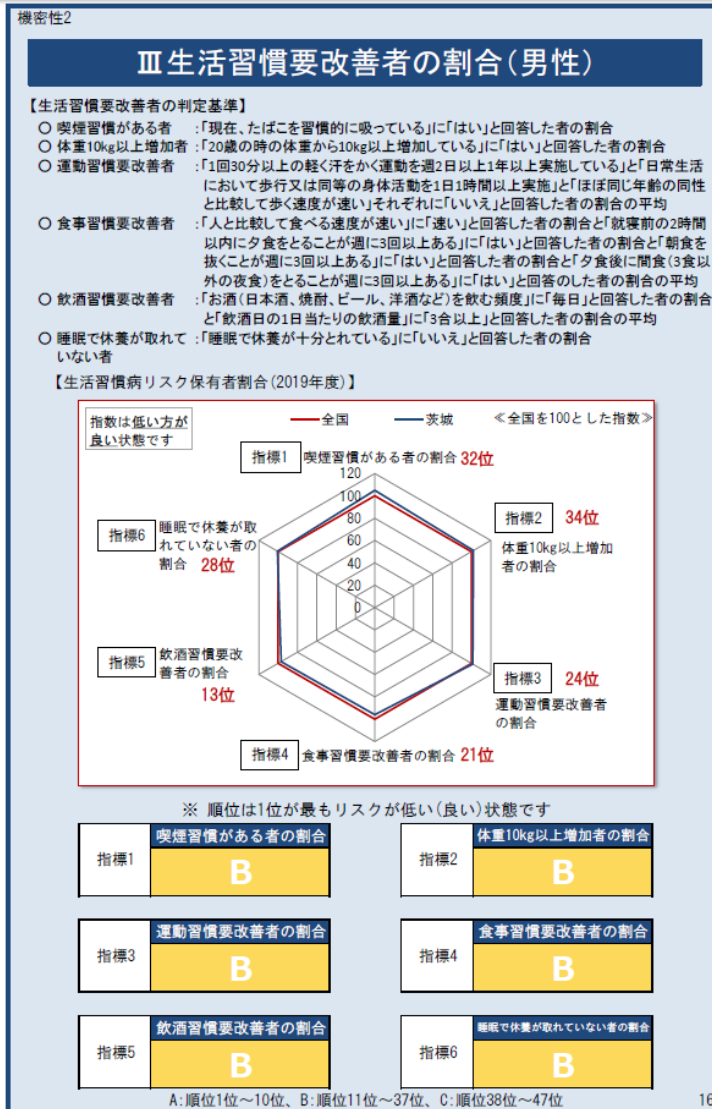 機密性2
Ⅲ生活習慣要改善者の割合(男性)
【生活習慣要改善者の判定基準】
○ 喫煙習慣がある者 :「現在、たばこを習慣的に吸っている」に「はい」と回答した者の割合
○ 体重10kg以上増加者 :「20歳の時の体重から10kg以上増加している」に「はい」と回答した者の割合
○ 運動習慣要改善者 :「1回30分以上の軽く汗をかく運動を週2日以上1年以上実施している」と「日常生活
において歩行又は同等の身体活動を1日1時間以上実施」と「ほぼ同じ年齢の同性
と比較して歩く速度が速い」それぞれに「いいえ」と回答した者の割合の平均
○ 食事習慣要改善者 :「人と比較して食べる速度が速い」に「速い」と回答した者の割合と「就寝前の2時間
以内に夕食をとることが週に3回以上ある」に「はい」と回答した者の割合と「朝食を
抜くことが週に3回以上ある」に「はい」と回答した者の割合と「夕食後に間食(3食以
外の夜食)をとることが週に3回以上ある」に「はい」と回答のした者の割合の平均
○ 飲酒習慣要改善者 :「お酒(日本酒、焼酎、ビール、洋酒など)を飲む頻度」に「毎日」と回答した者の割合
と「飲酒日の1日当たりの飲酒量」に「3合以上」と回答した者の割合の平均
○ 睡眠で休養が取れて :「睡眠で休養が十分とれている」に「いいえ」と回答した者の割合
いない者
【生活習慣病リスク保有者割合(2019年度)】
指数は低い方が
良い状態です
全国 茨城 ≪全国を100とした指数≫
指標1 喫煙習慣がある者の割合 32位
120
100
80
60
40
20
0
指標2 34位
体重10kg以上増加
者の割合
指標3 24位
運動習慣要改善者
の割合
指標4 食事習慣要改善者の割合 21位
指標5 飲酒習慣要改
善者の割合
13位
指標6 睡眠で休養が取
れていない者の
割合 28位
※ 順位は1位が最もリスクが低い(良い)状態です
指標1 喫煙習慣がある者の割合
B
指標2 体重10kg以上増加者の割合
B
指標3 運動習慣要改善者の割合
B
指標4 食事習慣要改善者の割合
B
指標5 飲酒習慣要改善者の割合
B
指標6 睡眠で休養が取れていない者の割合
B
A:順位1位～10位、B:順位11位～37位、C:順位38位～47位
16